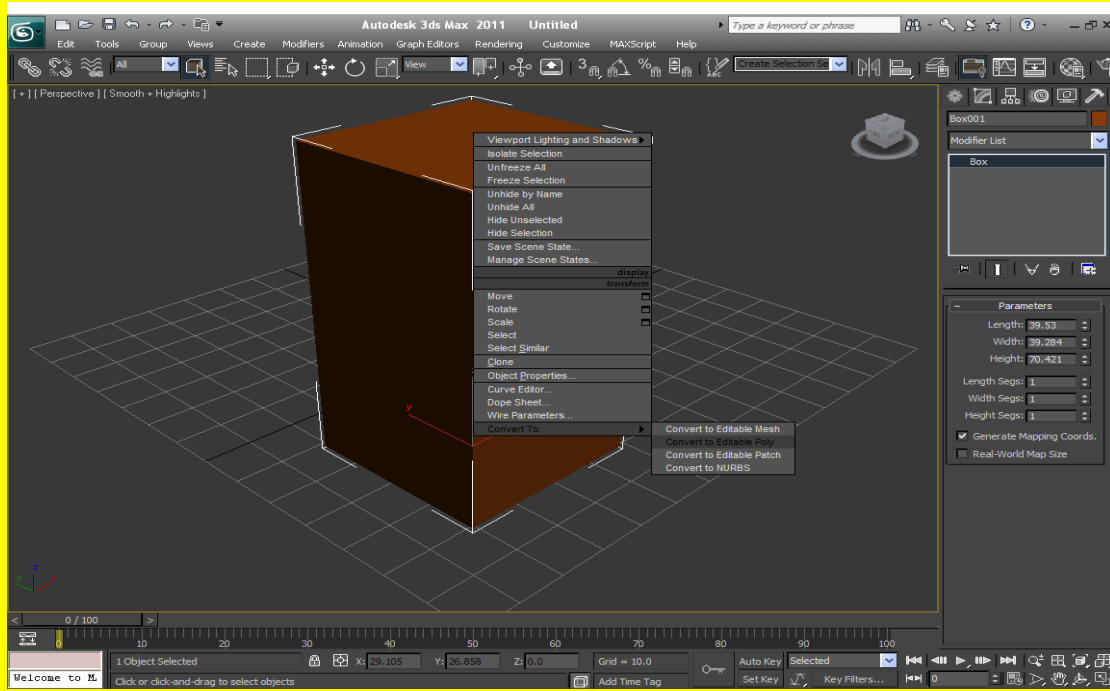 Autodesk 3ds Max 2011 Untitled
Type a keyword or phrase
Edit Tools Group Views Create Modifiers Animation Graph Editors Rendering Customize MAXScript Help
All
View
3
%
ABC
Create Selection Se
[ + ] [ Perspective ] [ Smooth + Highlights ]
Box001
Modifier List
Box
Viewport Lighting and Shadows
Isolate Selection
Unfreeze All
Freeze Selection
Unhide by Name
Unhide All
Hide Unselected
Hide Selection
Save Scene State...
Manage Scene States...
display
transform
Move
Rotate
Scale
Select
Select Similar
Clone
Object Properties...
Curve Editor...
Dope Sheet...
Wire Parameters...
Convert To:
Convert to Editable Mesh
Convert to Editable Poly
Convert to Editable Patch
Convert to NURBS
Parameters
Length: 39.53
Width: 39.284
Height: 70.421
Length Segs: 1
Width Segs: 1
Height Segs: 1
Generate Mapping Coords.
Real-World Map Size
y
z
y x
0 / 100
0 10 20 30 40 50 60 70 80 90 100
1 Object Selected X: 29.105 Y: 26.858 Z: 0.0 Grid = 10.0 Auto Key Selected
Welcome to M Click or click-and-drag to select objects Add Time Tag Set Key Key Filters... 0